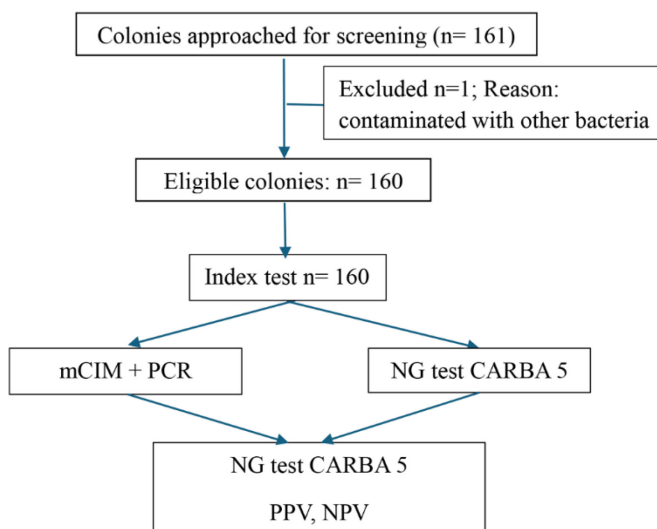 Colonies approached for screening (n= 161)
Excluded n=1; Reason:
contaminated with other bacteria
Eligible colonies: n= 160
Index test n= 160
mCIM + PCR
NG test CARBA 5
NG test CARBA 5
PPV, NPV